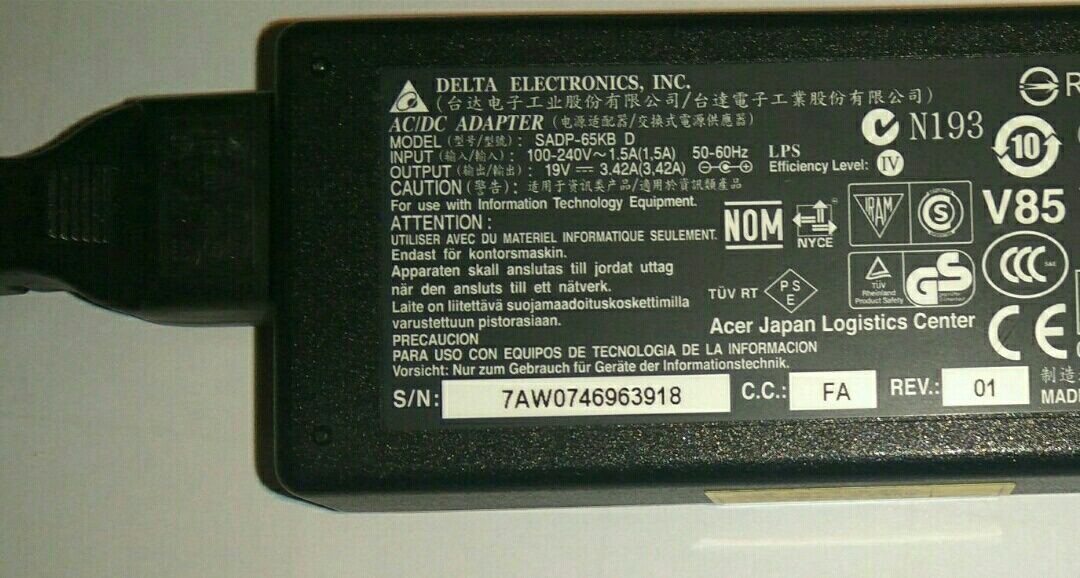 DELTA ELECTRONICS, INC.
(台达电子工业股份有限公司/台達電子工業股份有限公司)
AC/DC ADAPTER (电源适配器/交換式電源供應器)
MODEL (型号/型號) : SADP-65KB D
INPUT (输入/輸入) : 100-240V~1.5A(1.5A) 50-60Hz LPS
OUTPUT (输出/輸出) : 19V 3.42A(3.42A) Efficiency Level: IV
CAUTION (警告) : 适用于资讯类产品/適用於資訊類產品
For use with Information Technology Equipment.
ATTENTION :
UTILISER AVEC DU MATERIEL INFORMATIQUE SEULEMENT.
Endast för kontorsmaskin.
Apparaten skall anslutas till jordat uttag
när den ansluts till ett nätverk.
Laite on liitettävä suojamaadoituskoskettimilla
varustettuun pistorasiaan.
PRECAUCION
PARA USO CON EQUIPOS DE TECNOLOGIA DE LA INFORMACION
Vorsicht: Nur zum Gebrauch für Geräte der Informationstechnik.
S/N: 7AW0746963918 C.C.: FA REV.: 01
N193
10
R
V85
NOM
NYCE
IRAM
S
TÜV
Rheinland
Product Safety
GS
CCC
S&E
TÜV RT
PS
E
Acer Japan Logistics Center
CE
制造
MAD